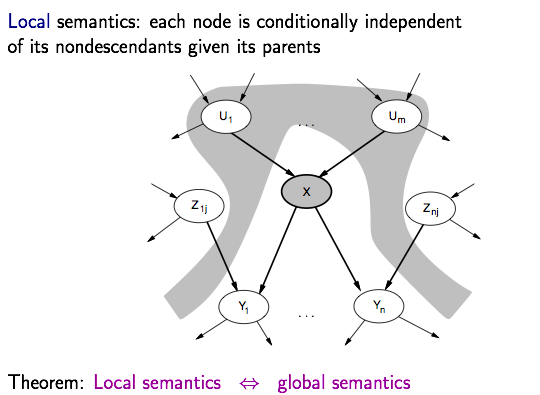 Local semantics: each node is conditionally independent
of its nondescendants given its parents
U1 . . . Um
X
Z1j Znj
Y1 . . . Yn
Theorem: Local semantics ⇔ global semantics